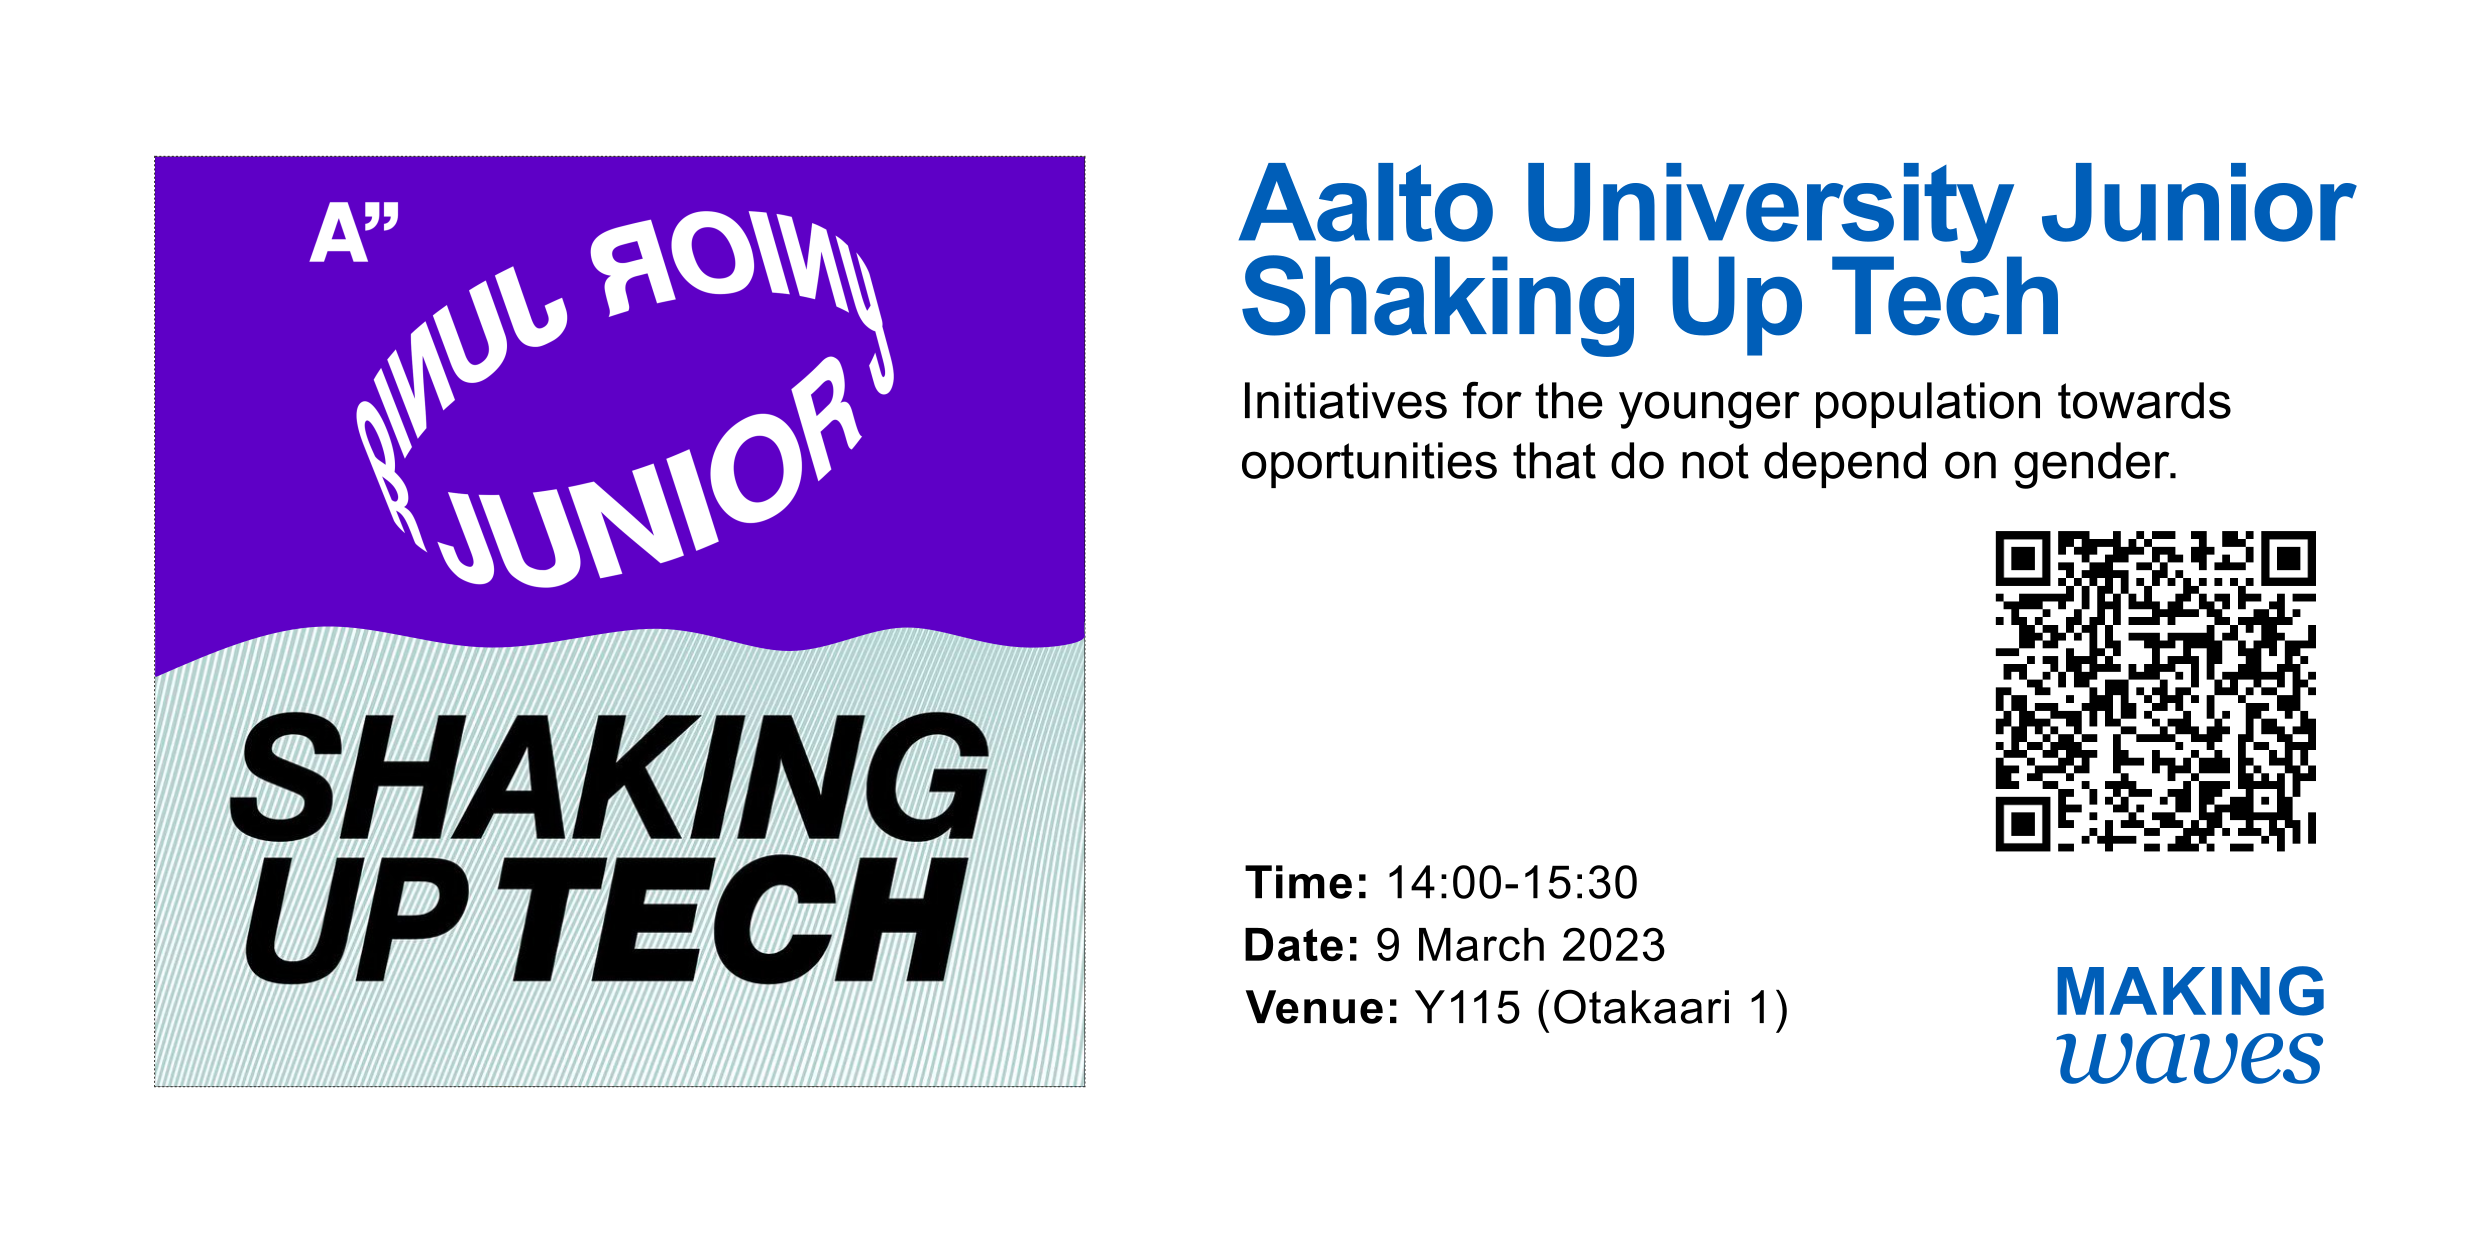 A”
JUNIOR JUNIOR JUNIOR
SHAKING
UP TECH
Aalto University Junior
Shaking Up Tech
Initiatives for the younger population towards
oportunities that do not depend on gender.
Time: 14:00-15:30
Date: 9 March 2023
Venue: Y115 (Otakaari 1)
MAKING
waves